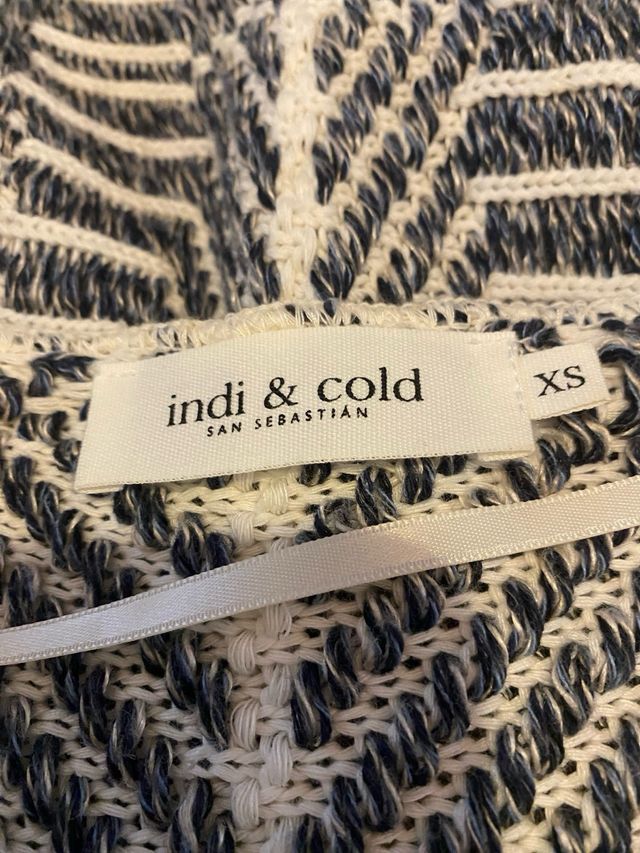 indi & cold
SAN SEBASTIÁN
XS